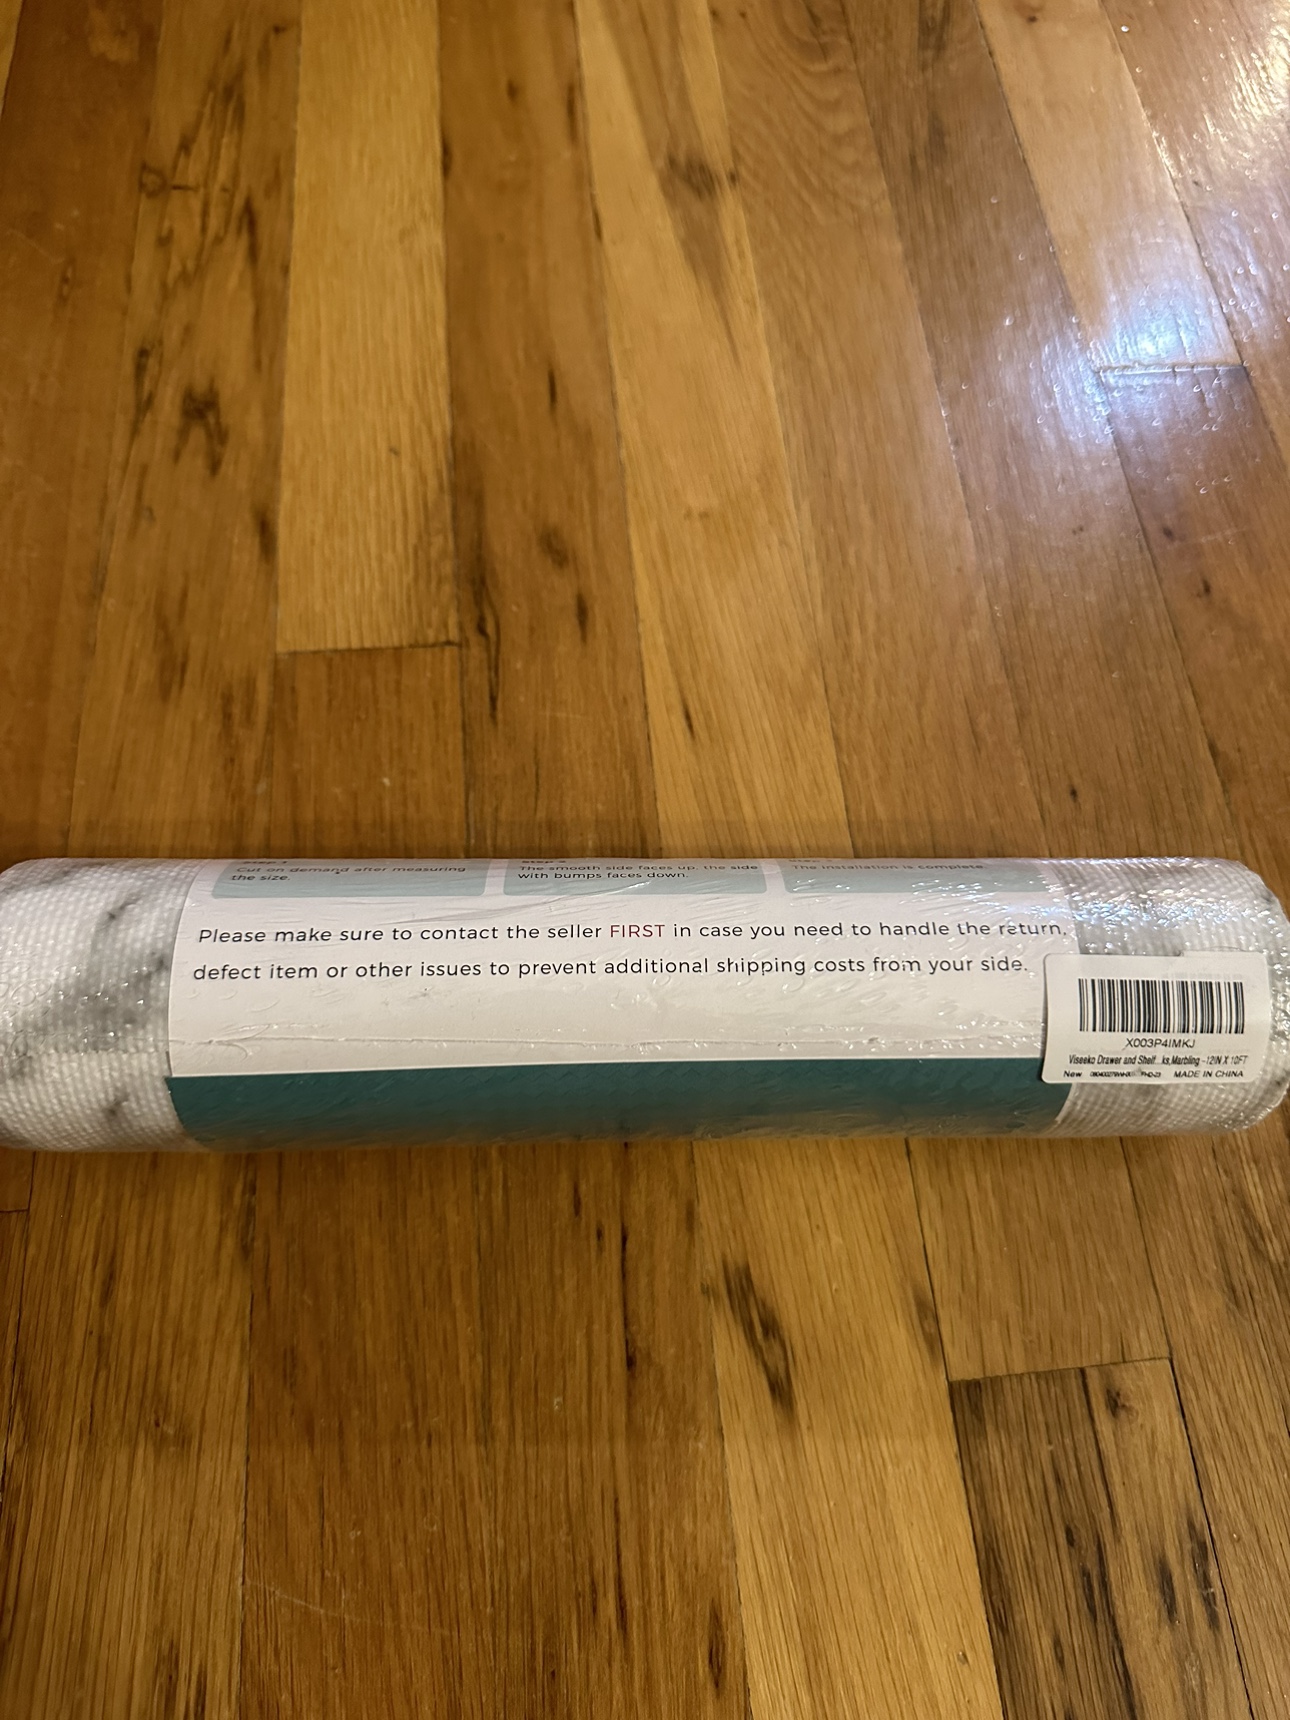 Step 1
Cut on demand after measuring
the size.
The smooth side faces up, the side
with bumps faces down.
The installation is complete.
Please make sure to contact the seller FIRST in case you need to handle the return,
defect item or other issues to prevent additional shipping costs from your side.
X003P4IMKJ
Viseeko Drawer and Shelf...ks,Marbling -12IN X 10FT
New
MADE IN CHINA